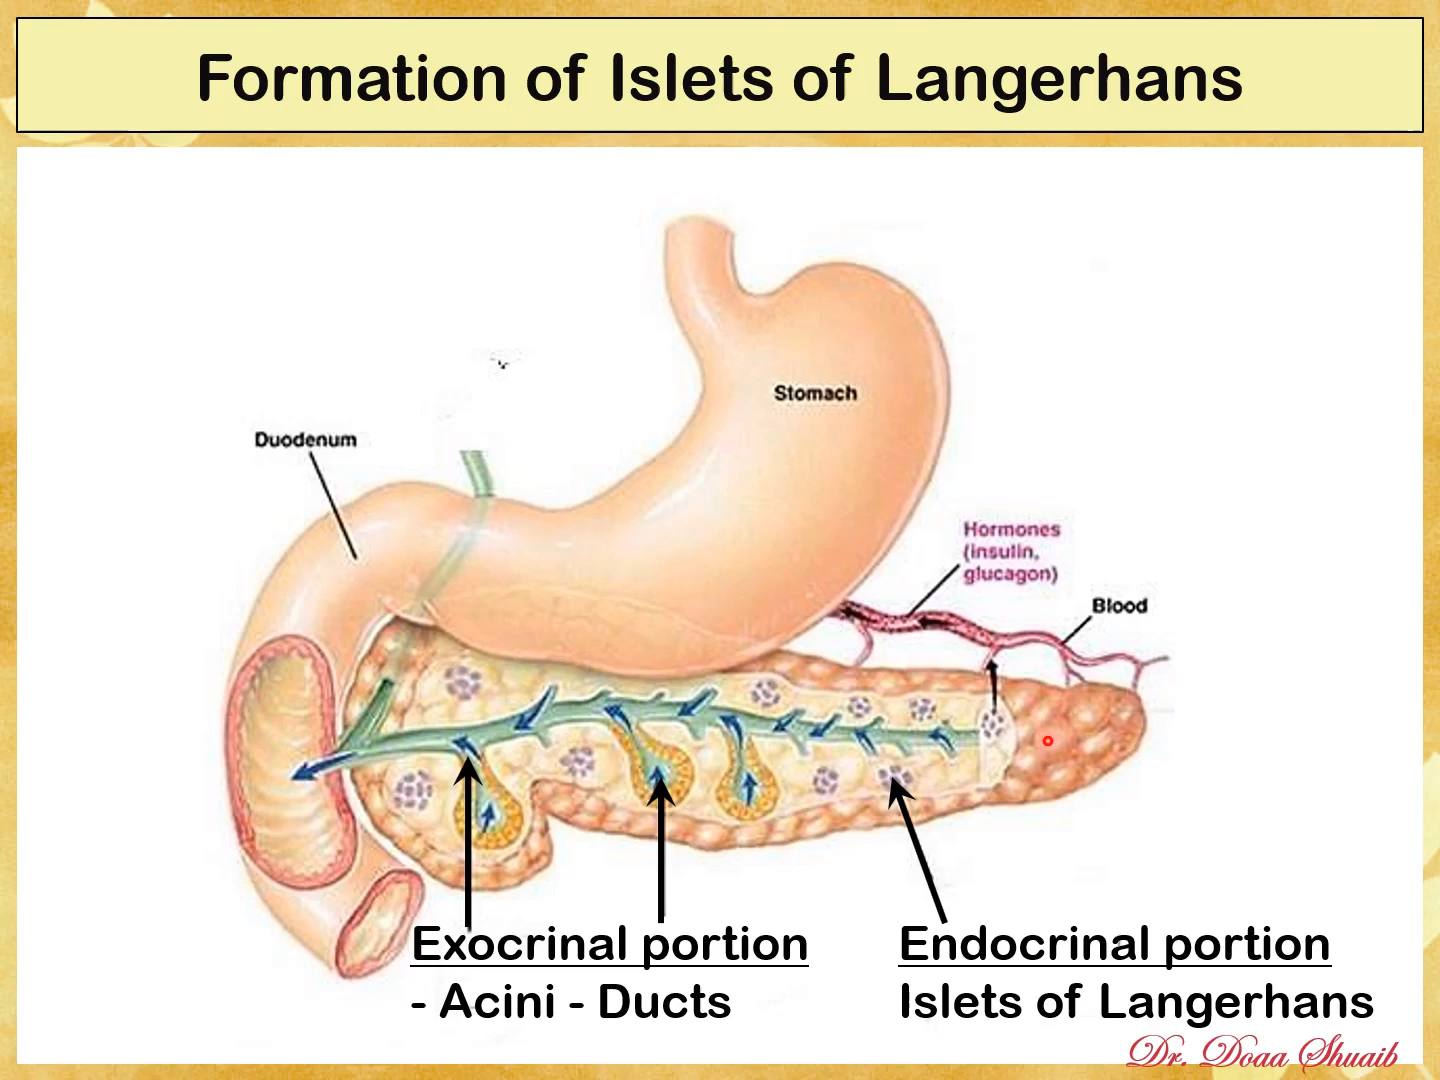 Formation of Islets of Langerhans
Stomach
Duodenum
Hormones
(insulin,
glucagon)
Blood
Exocrinal portion
- Acini - Ducts
Endocrinal portion
Islets of Langerhans
Dr. Doaa Shuaib